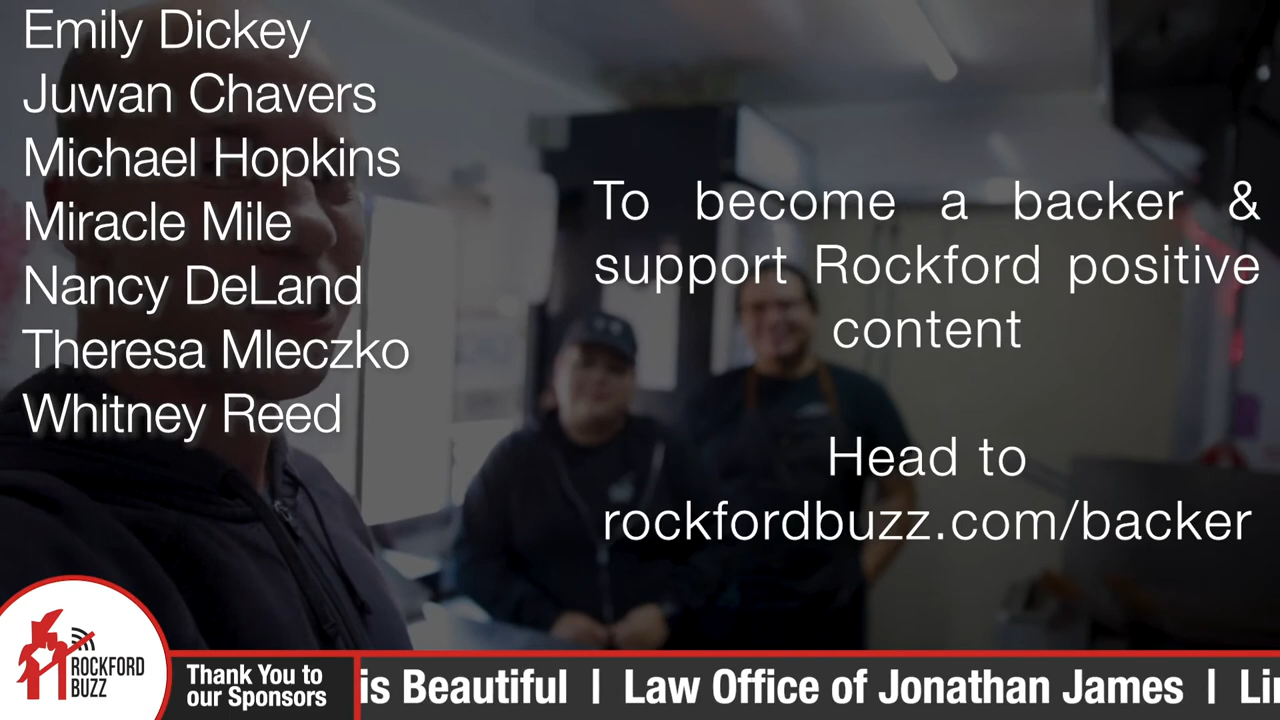 Emily Dickey
Juwan Chavers
Michael Hopkins
Miracle Mile
Nancy DeLand
Theresa Mleczko
Whitney Reed
To become a backer &
support Rockford positive
content
Head to
rockfordbuzz.com/backer
ROCKFORD
BUZZ
Thank You to
our Sponsors
is Beautiful | Law Office of Jonathan James |